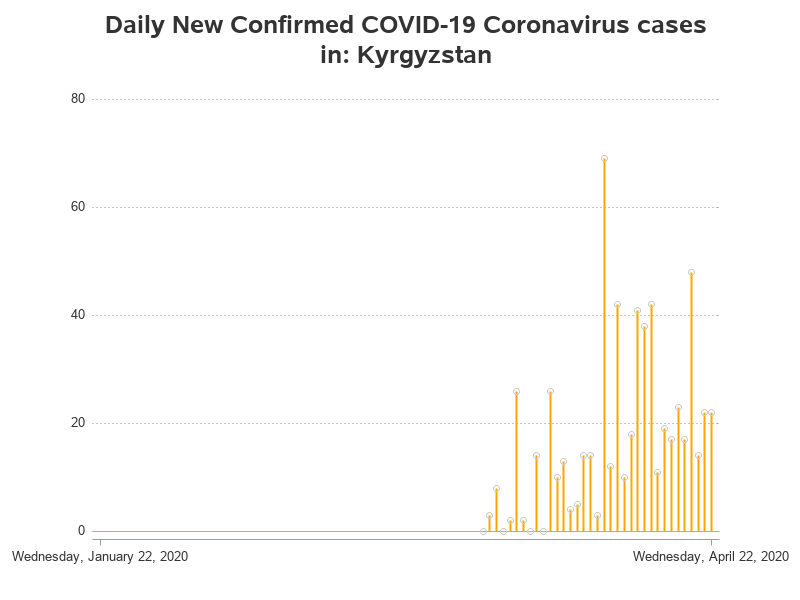 Daily New Confirmed COVID-19 Coronavirus cases
in: Kyrgyzstan
80
60
40
20
0
Wednesday, January 22, 2020
Wednesday, April 22, 2020